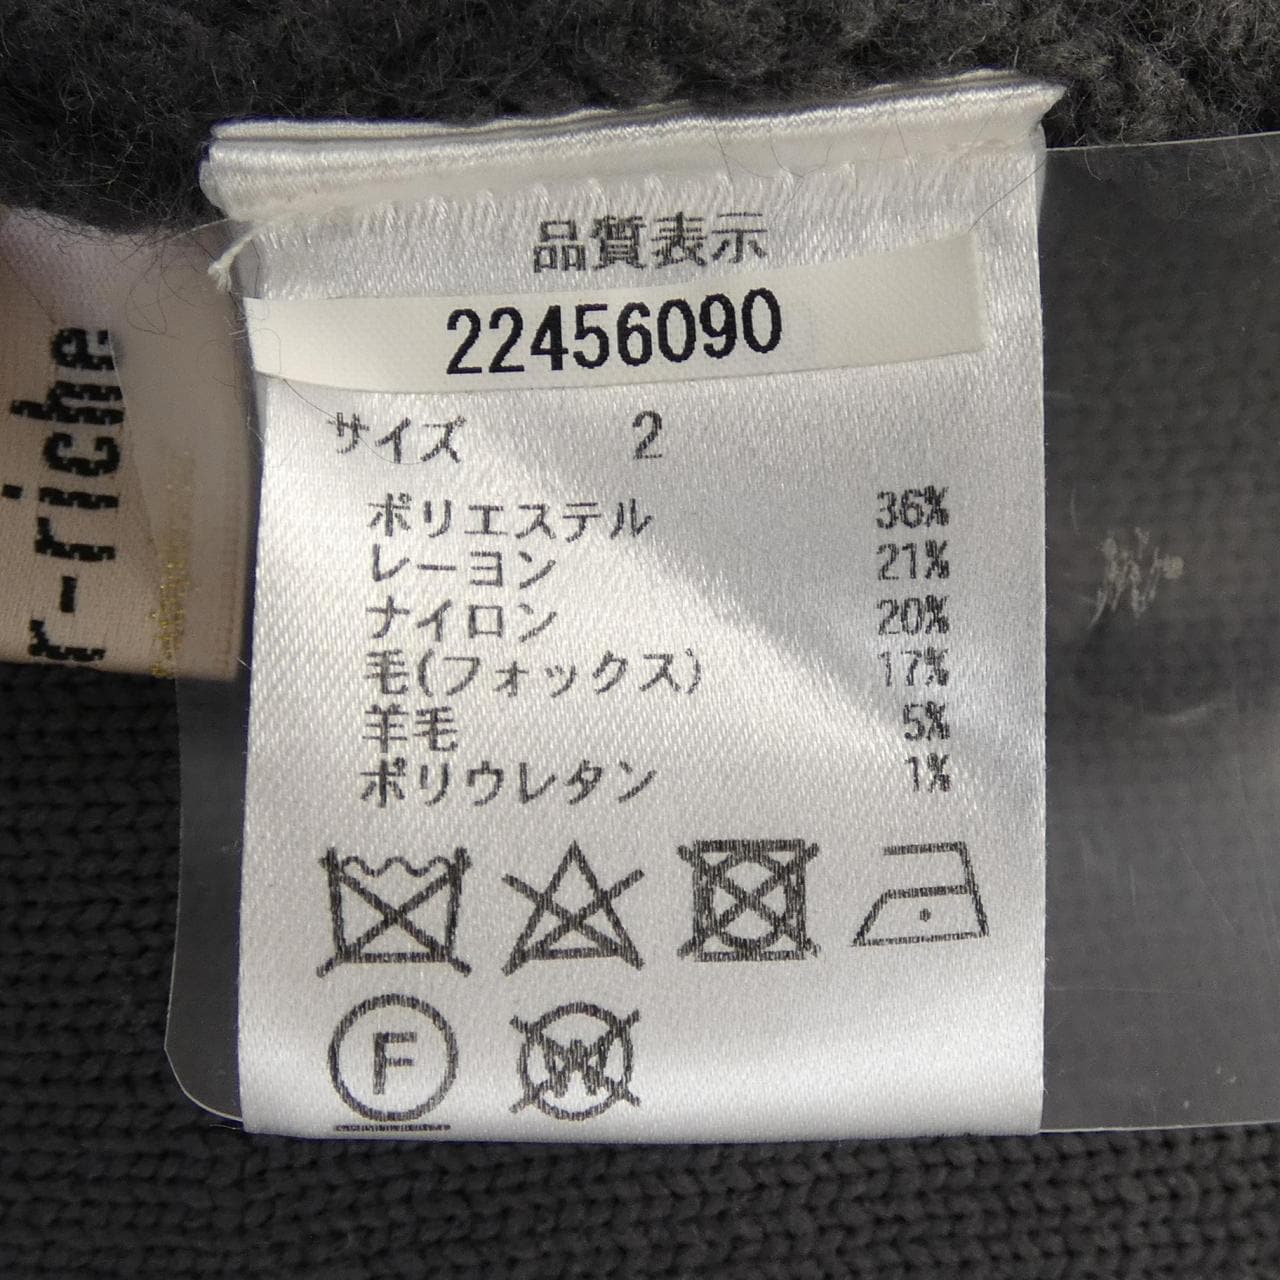 品質表示
22456090
サイズ 2
ポリエステル 36%
レーヨン 21%
ナイロン 20%
毛(フォックス) 17%
羊毛 5%
ポリウレタン 1%
F
W
r-riche